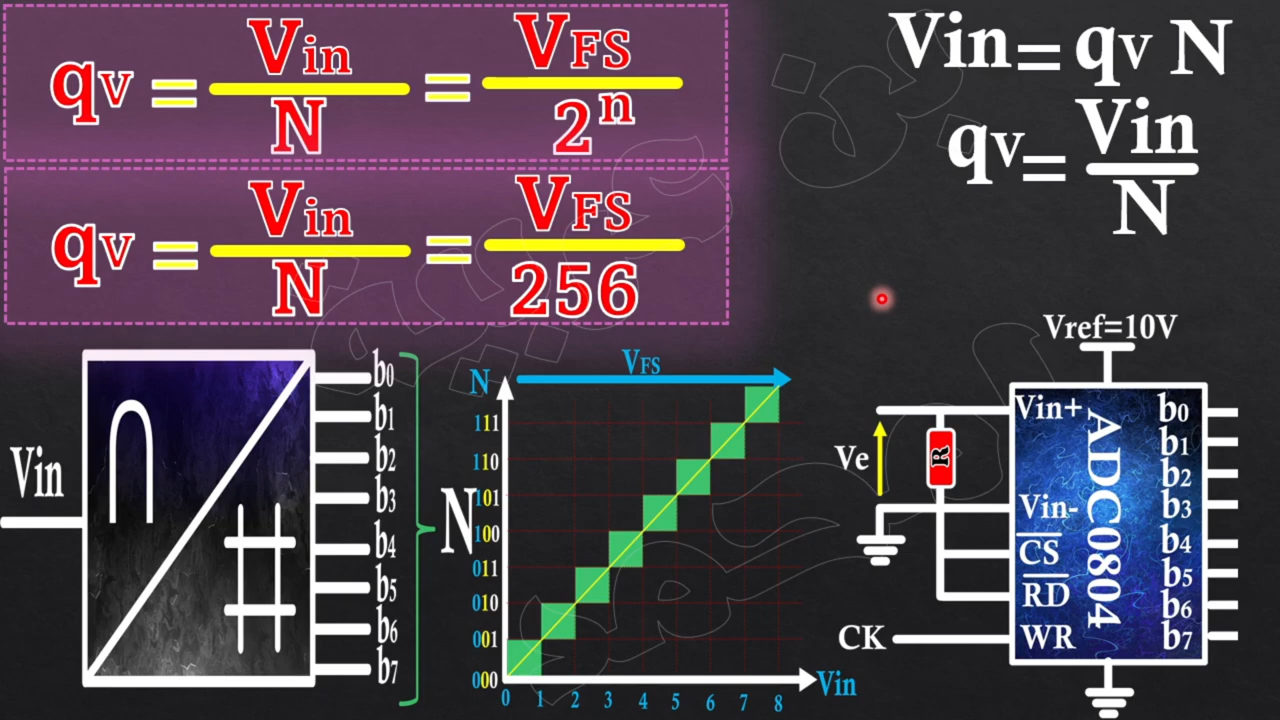 qv = Vin / N = VFS / 2^n
qv = Vin / N = VFS / 256
Vin = qv N
qv = Vin / N
Vin
b0
b1
b2
b3
b4
b5
b6
b7
N
N
VFS
111
110
101
100
011
010
001
000
0 1 2 3 4 5 6 7 8
Vin
Vref=10V
Ve
R
CK
Vin+
Vin-
CS
RD
WR
ADC0804
b0
b1
b2
b3
b4
b5
b6
b7